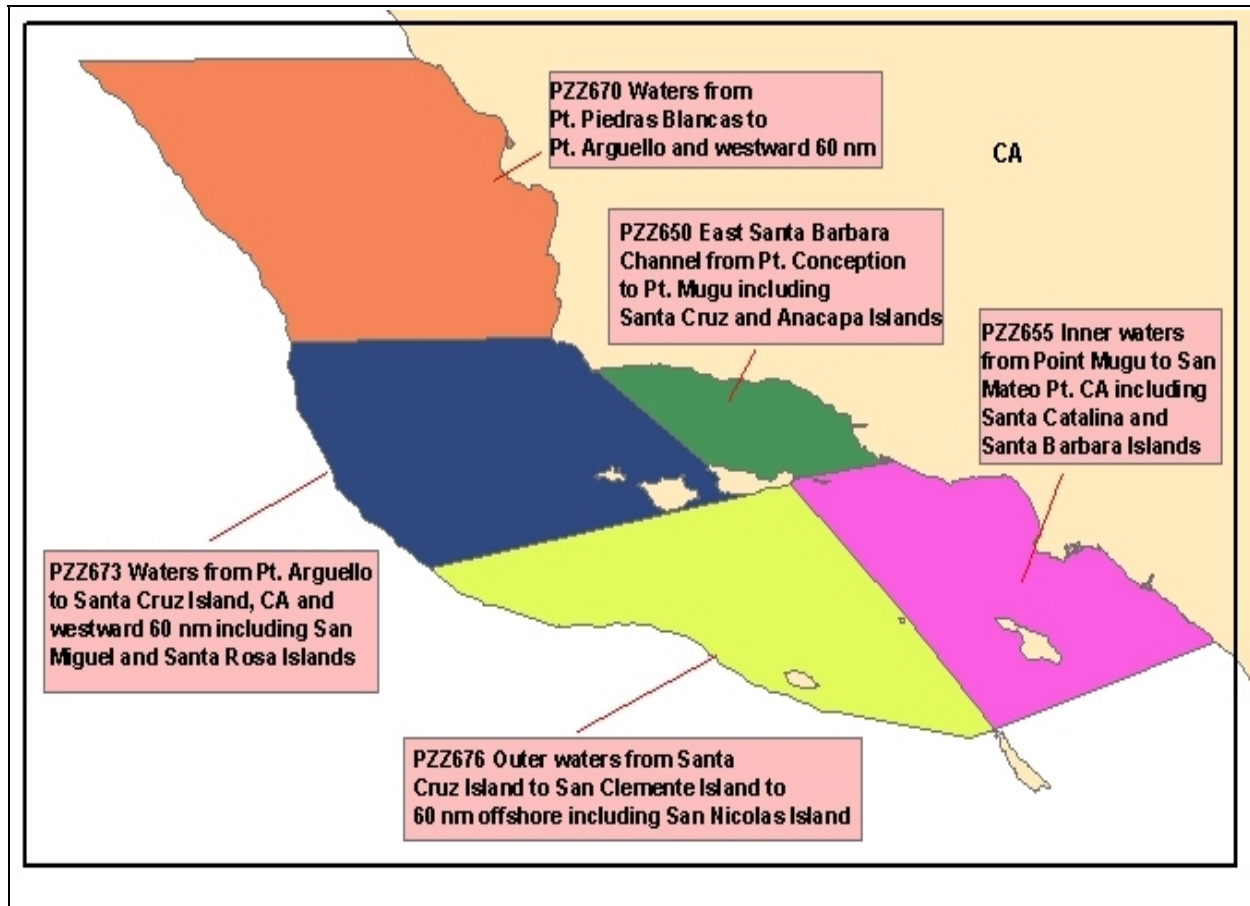 PZZ670 Waters from
Pt. Piedras Blancas to
Pt. Arguello and westward 60 nm
CA
PZZ650 East Santa Barbara
Channel from Pt. Conception
to Pt. Mugu including
Santa Cruz and Anacapa Islands
PZZ655 Inner waters
from Point Mugu to San
Mateo Pt. CA including
Santa Catalina and
Santa Barbara Islands
PZZ673 Waters from Pt. Arguello
to Santa Cruz Island, CA and
westward 60 nm including San
Miguel and Santa Rosa Islands
PZZ676 Outer waters from Santa
Cruz Island to San Clemente Island to
60 nm offshore including San Nicolas Island